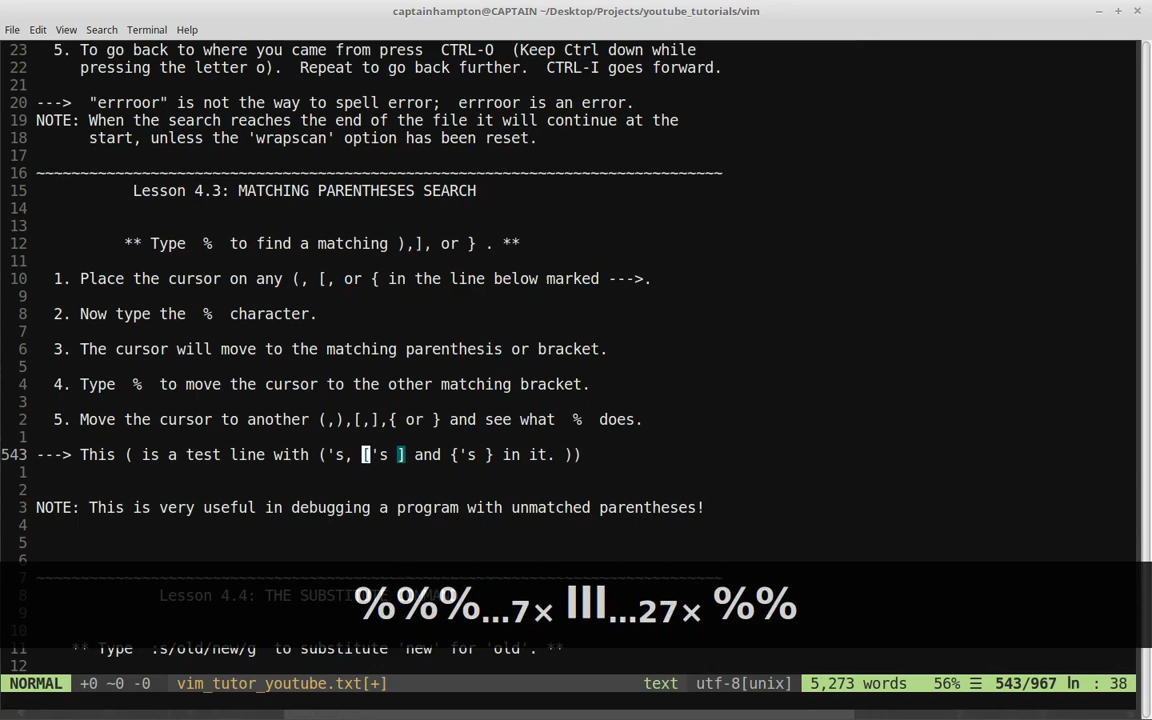 captainhampton@CAPTAIN ~/Desktop/Projects/youtube_tutorials/vim
File Edit View Search Terminal Help
23 5. To go back to where you came from press CTRL-O (Keep Ctrl down while
22 pressing the letter o). Repeat to go back further. CTRL-I goes forward.
21
20 ---> "errroor" is not the way to spell error; errroor is an error.
19 NOTE: When the search reaches the end of the file it will continue at the
18 start, unless the 'wrapscan' option has been reset.
17
16 ~~~~~~~~~~~~~~~~~~~~~~~~~~~~~~~~~~~~~~~~~~~~~~~~~~~~~~~~~~~~~~~~~~~~~~~~~~~~~~
15 Lesson 4.3: MATCHING PARENTHESES SEARCH
14
13
12 ** Type % to find a matching ),], or } . **
11
10 1. Place the cursor on any (, [, or { in the line below marked --->.
9
8 2. Now type the % character.
7
6 3. The cursor will move to the matching parenthesis or bracket.
5
4 4. Type % to move the cursor to the other matching bracket.
3
2 5. Move the cursor to another (,),[,],{ or } and see what % does.
1
543 ---> This ( is a test line with ('s, ['s ] and {'s } in it. ))
1
2
3 NOTE: This is very useful in debugging a program with unmatched parentheses!
4
5
6
7 ~~~~~~~~~~~~~~~~~~~~~~~~~~~~~~~~~~~~~~~~~~~~~~~~~~~~~~~~~~~~~~~~~~~~~~~~~~~~~~
8 Lesson 4.4: THE SUBSTITUTE
%%%...7× lll...27× %%
9
10
11 ** Type :s/old/new/g to substitute 'new' for 'old'. **
12
NORMAL +0 ~0 -0 vim_tutor_youtube.txt[+] text utf-8[unix] 5,273 words 56% ☰ 543/967 ln : 38